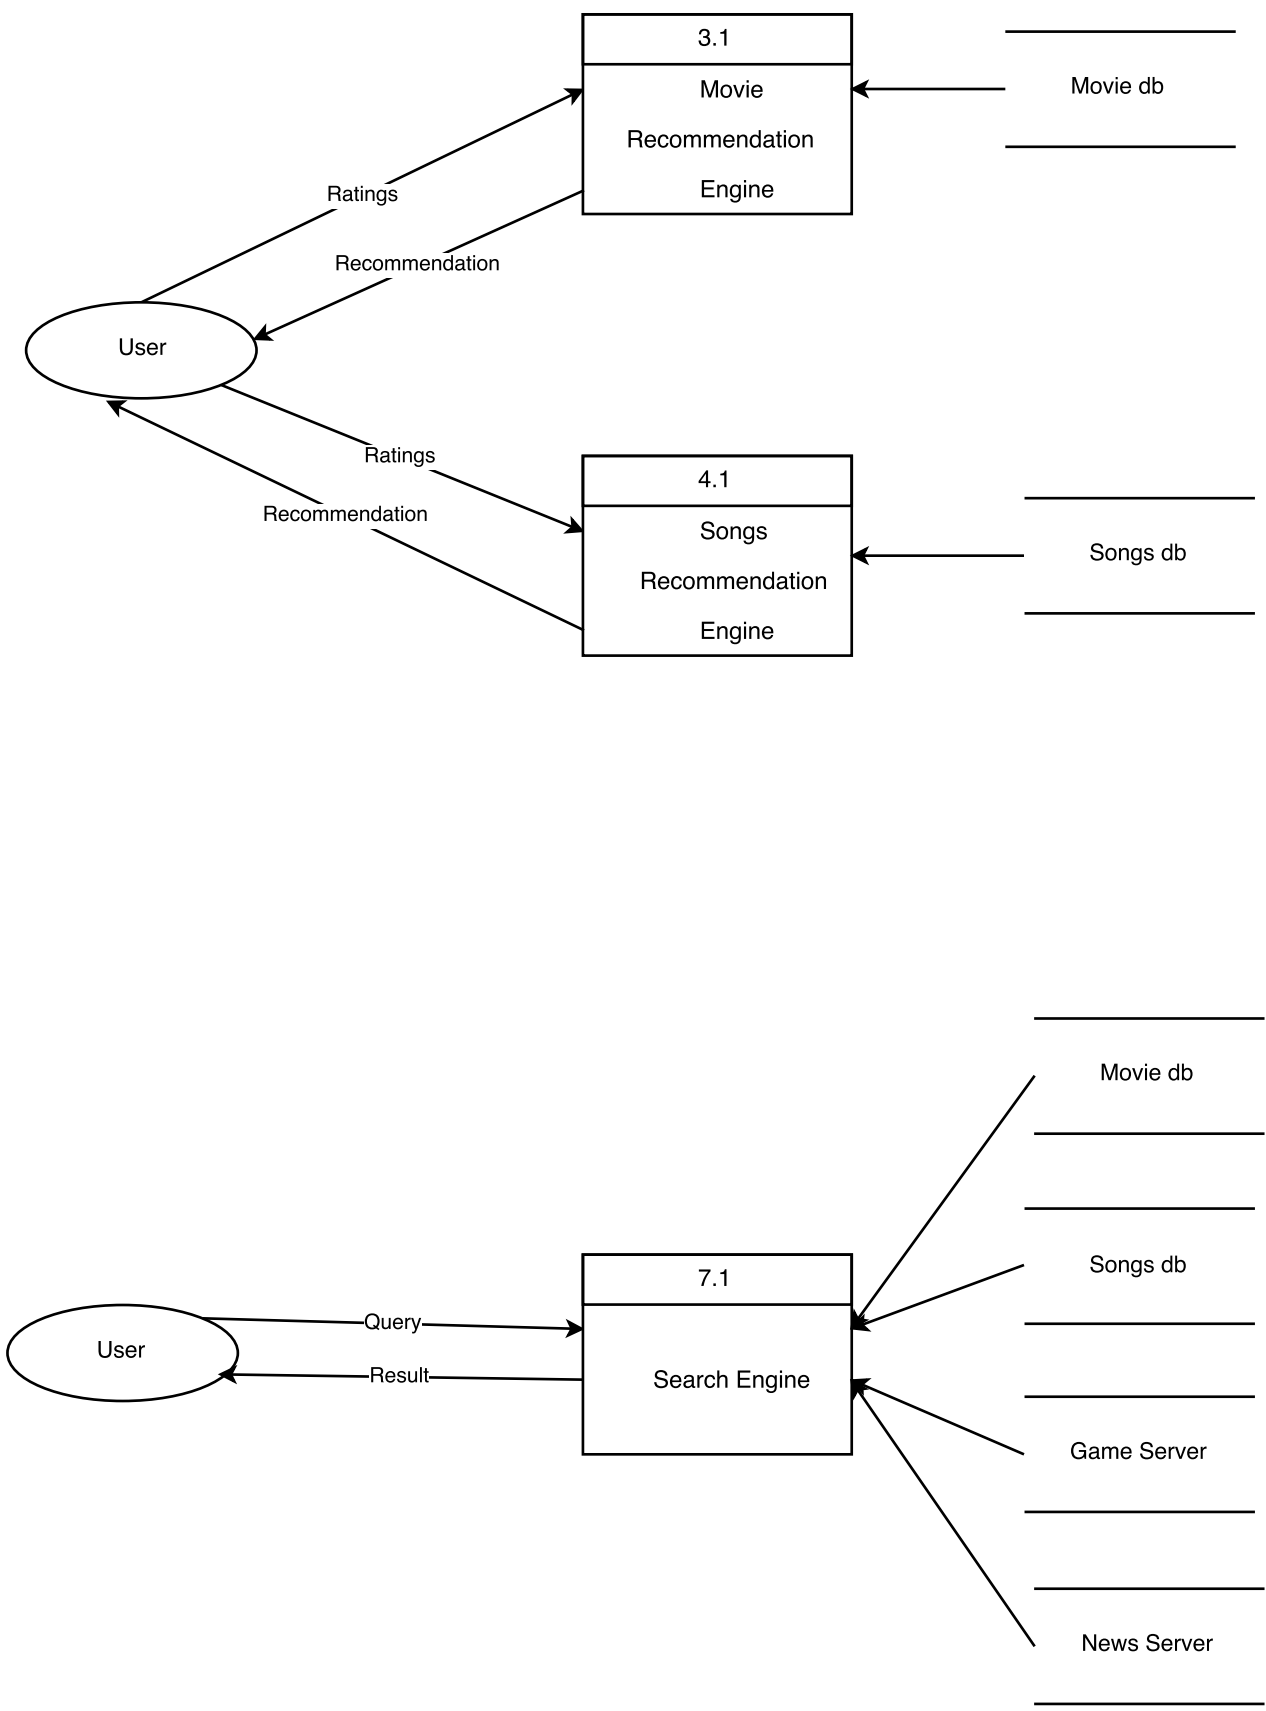 3.1
Movie
Recommendation
Engine
Movie db
Ratings
Recommendation
User
Ratings
Recommendation
4.1
Songs
Recommendation
Engine
Songs db
Movie db
Songs db
7.1
Search Engine
Query
Result
User
Game Server
News Server